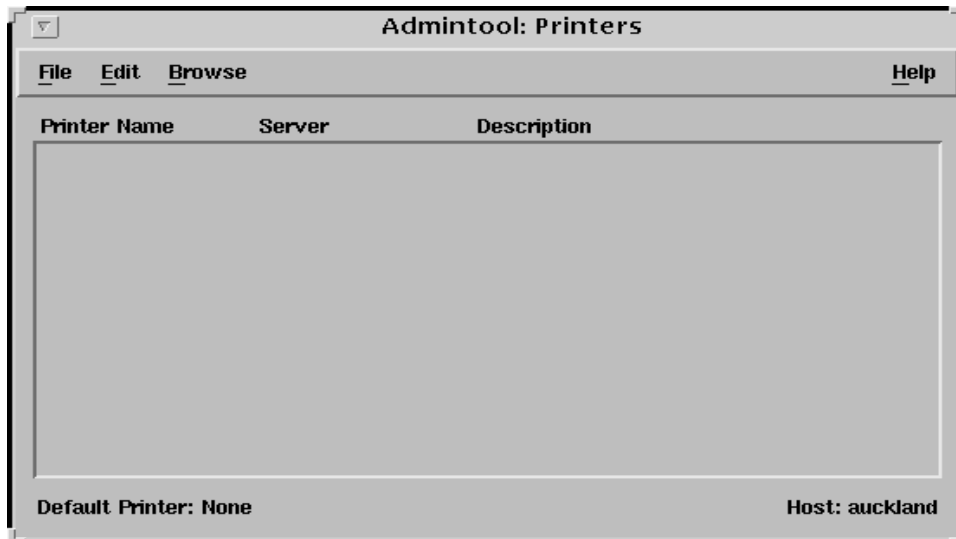 Admintool: Printers
File Edit Browse Help
Printer Name Server Description
Default Printer: None Host: auckland